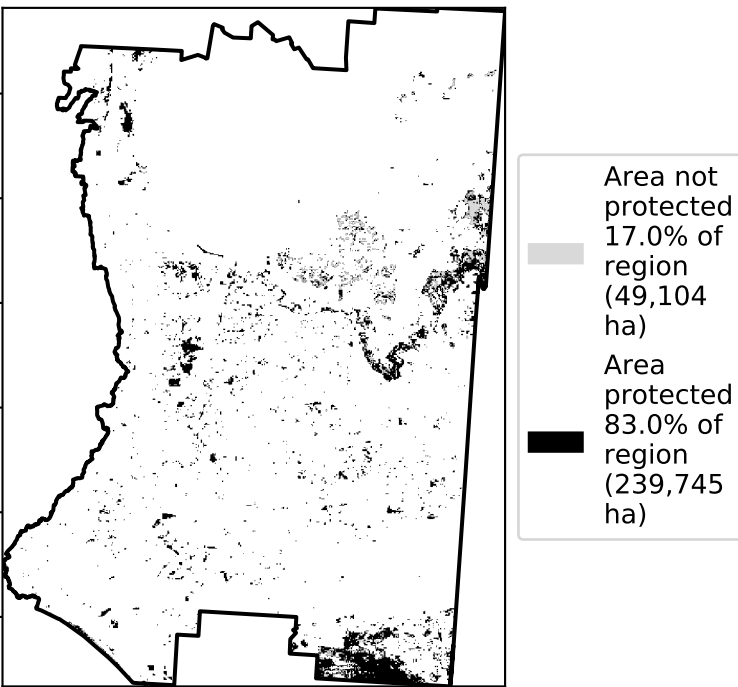 Area not
protected
17.0% of
region
(49,104
ha)
Area
protected
83.0% of
region
(239,745
ha)